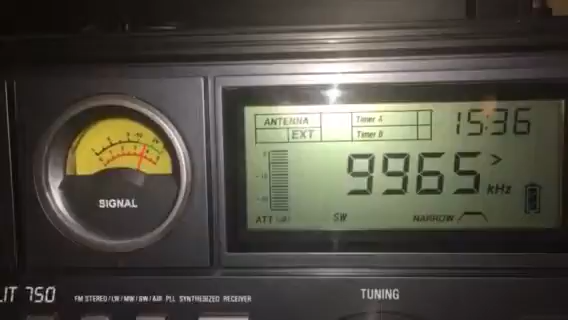 ANTENNA
EXT
Timer A
Timer B
15:36
9965
kHz
ATT
SW
NARROW
SIGNAL
LIT 750
FM STEREO/LW/MW/SW/AIR PLL SYNTHESIZED RECEIVER
TUNING